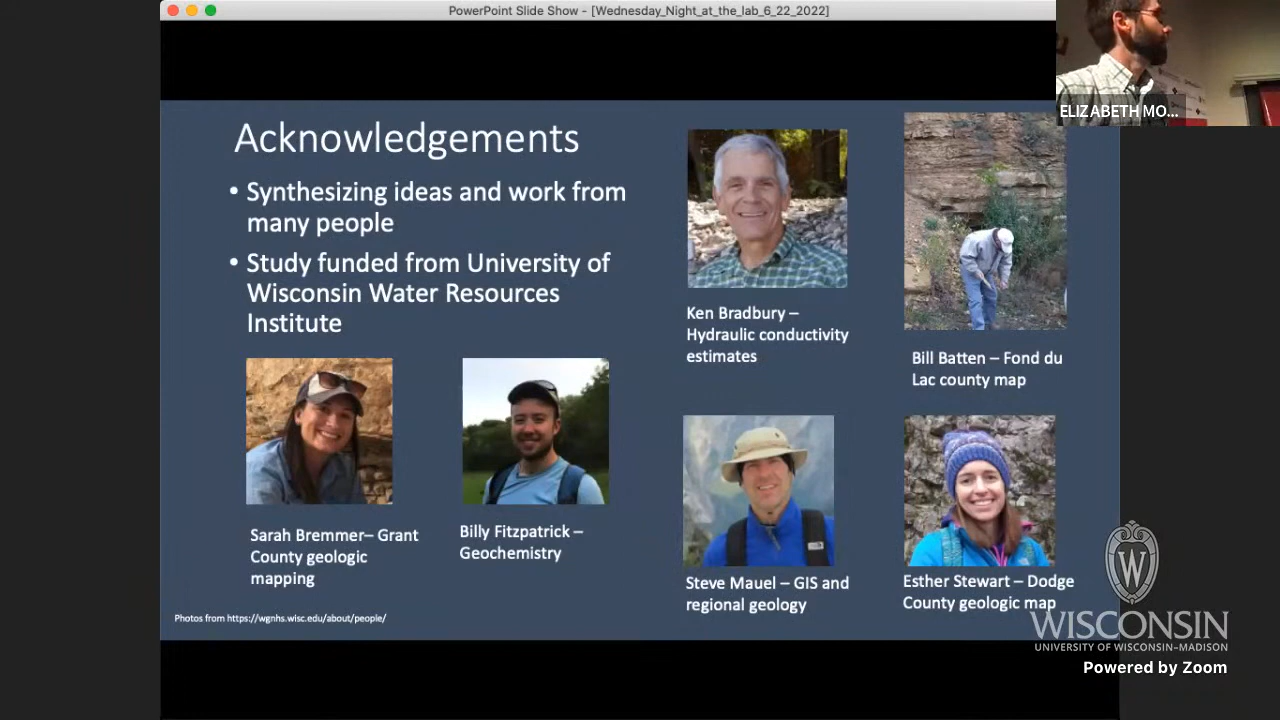 PowerPoint Slide Show - [Wednesday_Night_at_the_lab_6_22_2022]
ELIZABETH MO...
Acknowledgements
• Synthesizing ideas and work from
many people
• Study funded from University of
Wisconsin Water Resources
Institute
Ken Bradbury –
Hydraulic conductivity
estimates
Bill Batten – Fond du
Lac county map
Sarah Bremmer– Grant
County geologic
mapping
Billy Fitzpatrick –
Geochemistry
Steve Mauel – GIS and
regional geology
Esther Stewart – Dodge
County geologic map
Photos from https://wgnhs.wisc.edu/about/people/
W
WISCONSIN
UNIVERSITY OF WISCONSIN–MADISON
Powered by Zoom